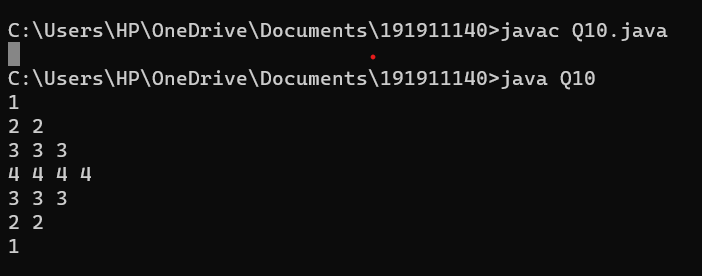 C:\Users\HP\OneDrive\Documents\191911140>javac Q10.java
C:\Users\HP\OneDrive\Documents\191911140>java Q10
1
2 2
3 3 3
4 4 4 4
3 3 3
2 2
1